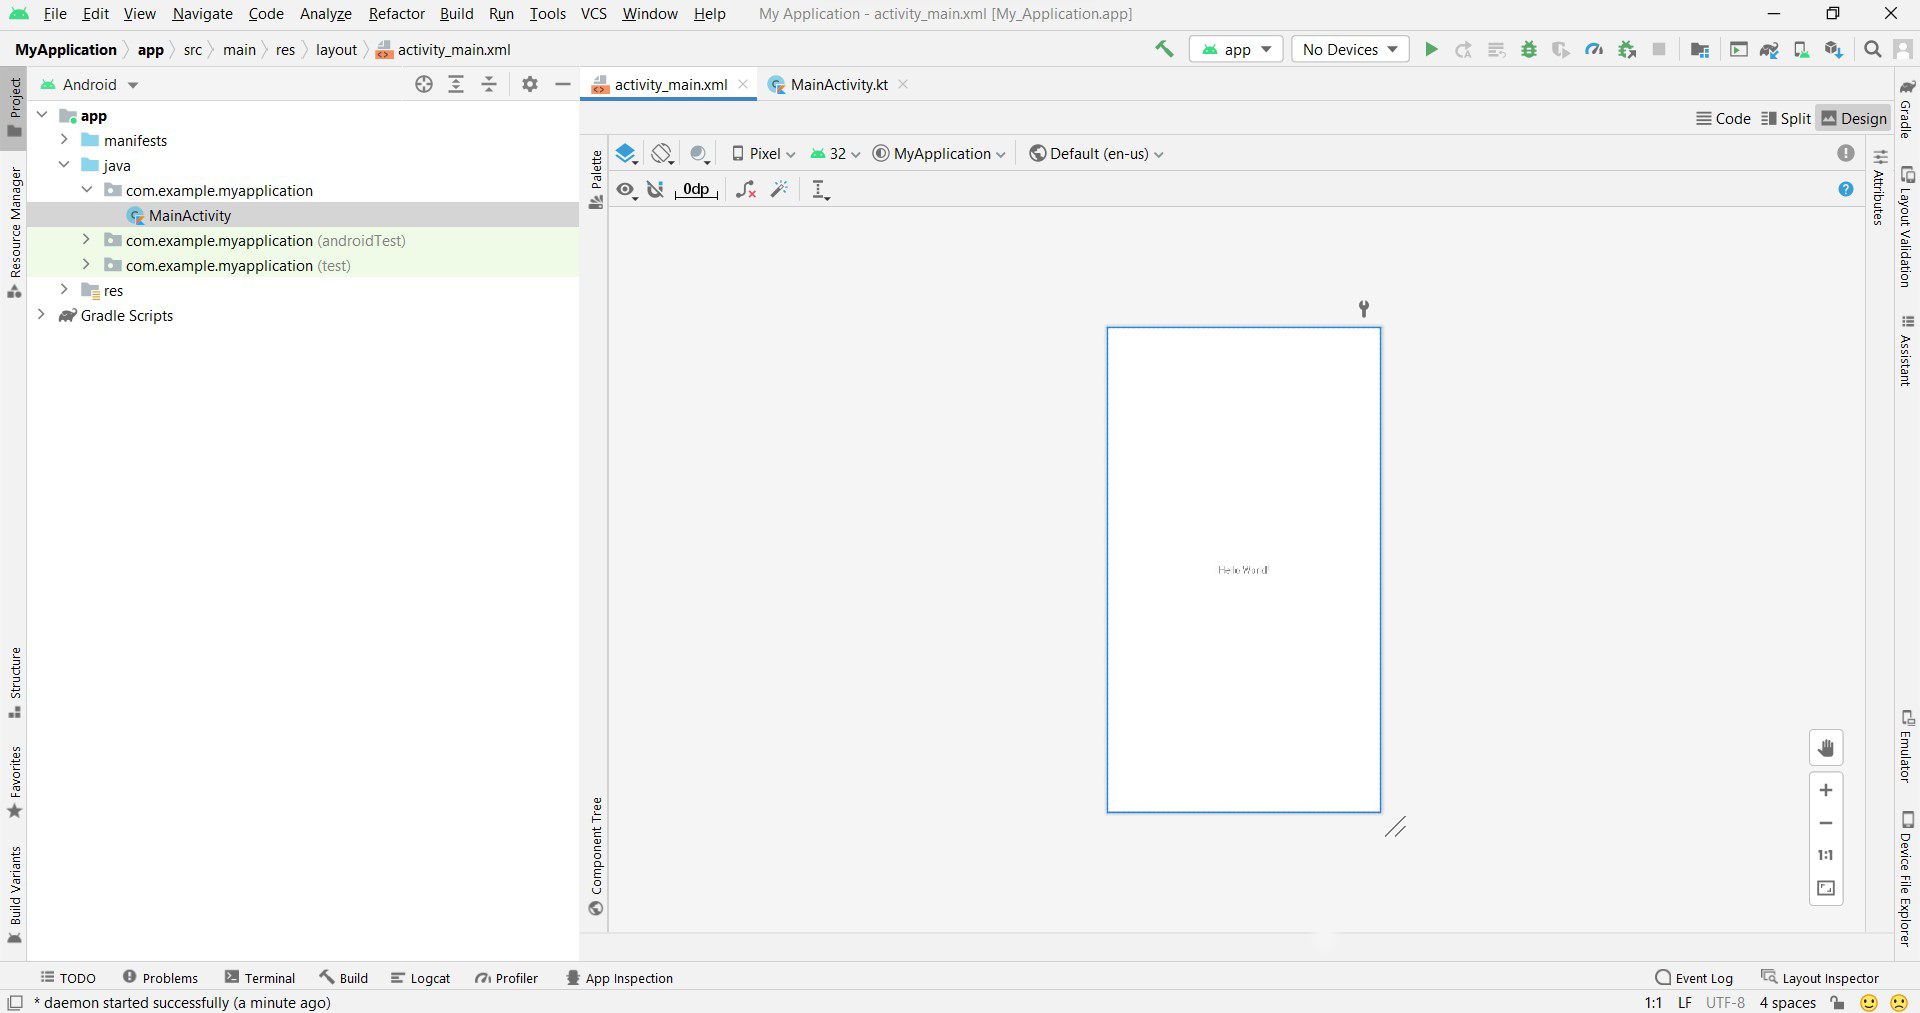 File Edit View Navigate Code Analyze Refactor Build Run Tools VCS Window Help My Application - activity_main.xml [My_Application.app]
MyApplication app src main res layout activity_main.xml app No Devices
Project
Android
activity_main.xml MainActivity.kt
app
manifests
java
com.example.myapplication
MainActivity
com.example.myapplication (androidTest)
com.example.myapplication (test)
res
Gradle Scripts
Resource Manager
Structure
Favorites
Build Variants
Code Split Design
Palette
Pixel 32 MyApplication Default (en-us)
0dp
?
Hello World!
Component Tree
1:1
Attributes
Gradle
Layout Validation
Assistant
Emulator
Device File Explorer
TODO Problems Terminal Build Logcat Profiler App Inspection Event Log Layout Inspector
* daemon started successfully (a minute ago) 1:1 LF UTF-8 4 spaces